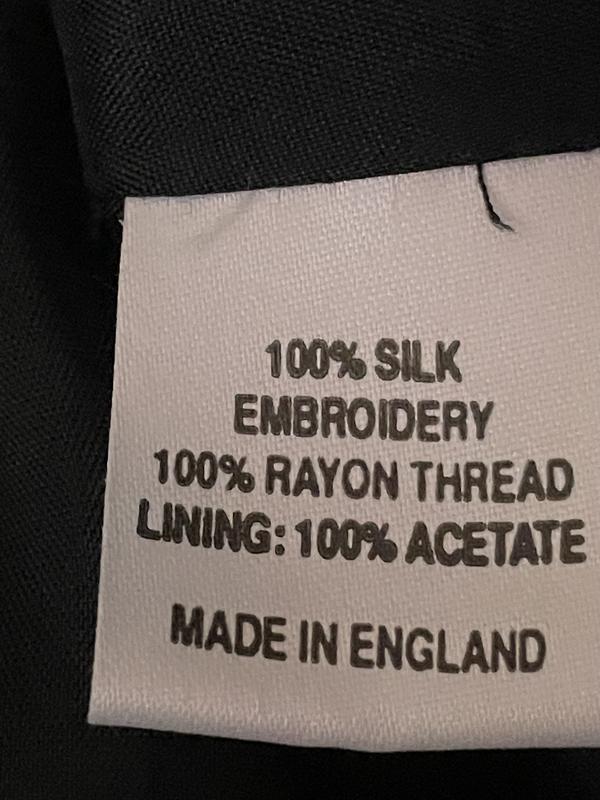 100% SILK
EMBROIDERY
100% RAYON THREAD
LINING: 100% ACETATE
MADE IN ENGLAND